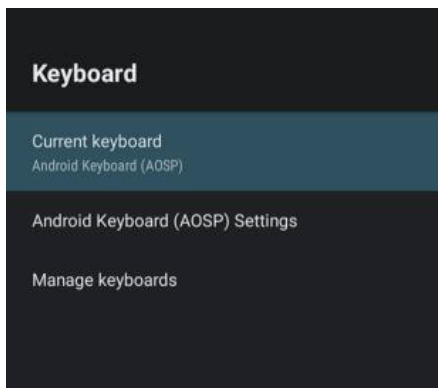 Keyboard
Current keyboard
Android Keyboard (AOSP)
Android Keyboard (AOSP) Settings
Manage keyboards